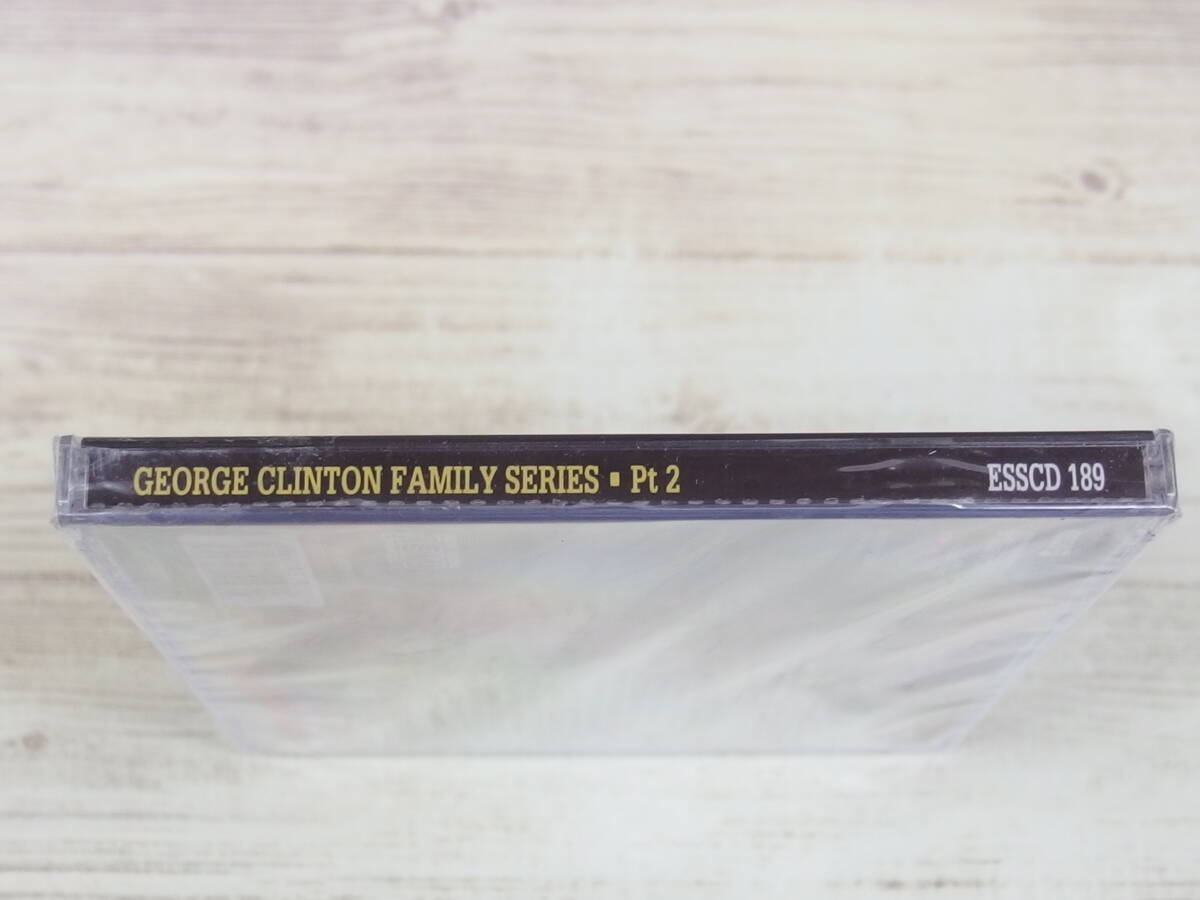 GEORGE CLINTON FAMILY SERIES ▪ Pt 2 ESSCD 189